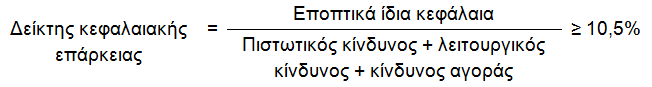 Δείκτης κεφαλαιακής
επάρκειας
=
Εποπτικά ίδια κεφάλαια
Πιστωτικός κίνδυνος + λειτουργικός
κίνδυνος + κίνδυνος αγοράς
≥ 10,5%